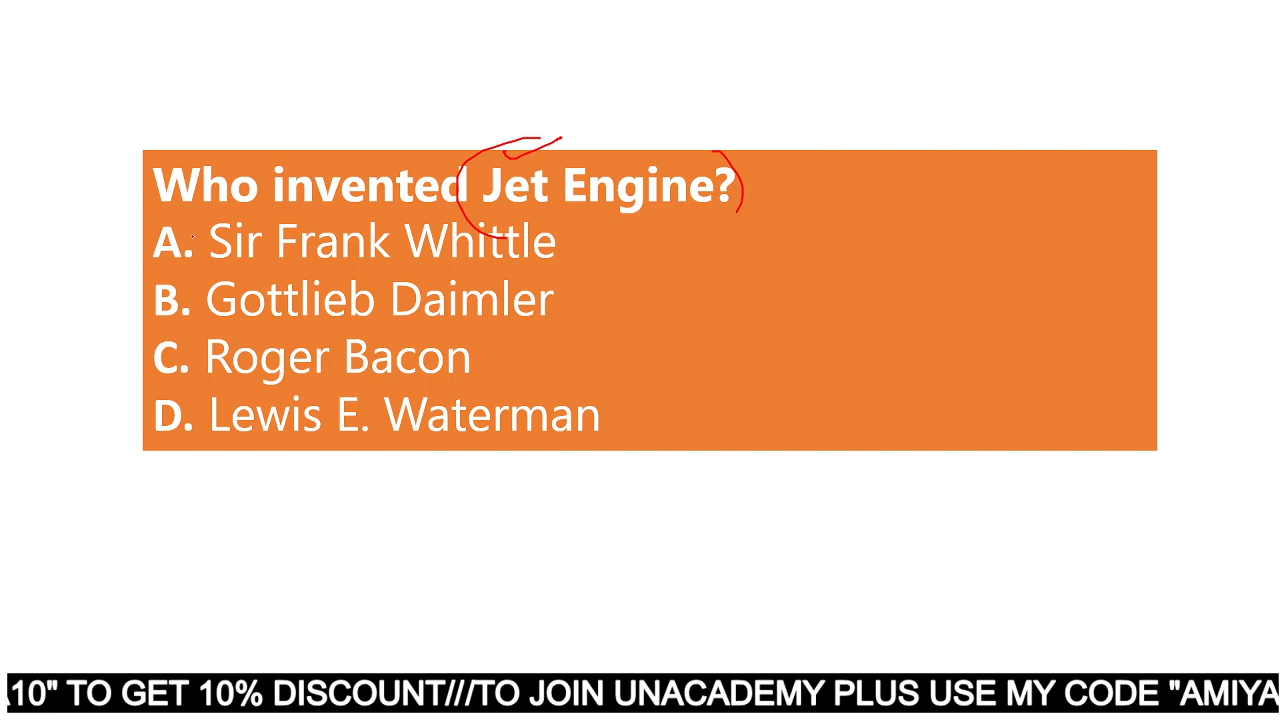 Who invented Jet Engine?
A. Sir Frank Whittle
B. Gottlieb Daimler
C. Roger Bacon
D. Lewis E. Waterman
10" TO GET 10% DISCOUNT///TO JOIN UNACADEMY PLUS USE MY CODE "AMIYA